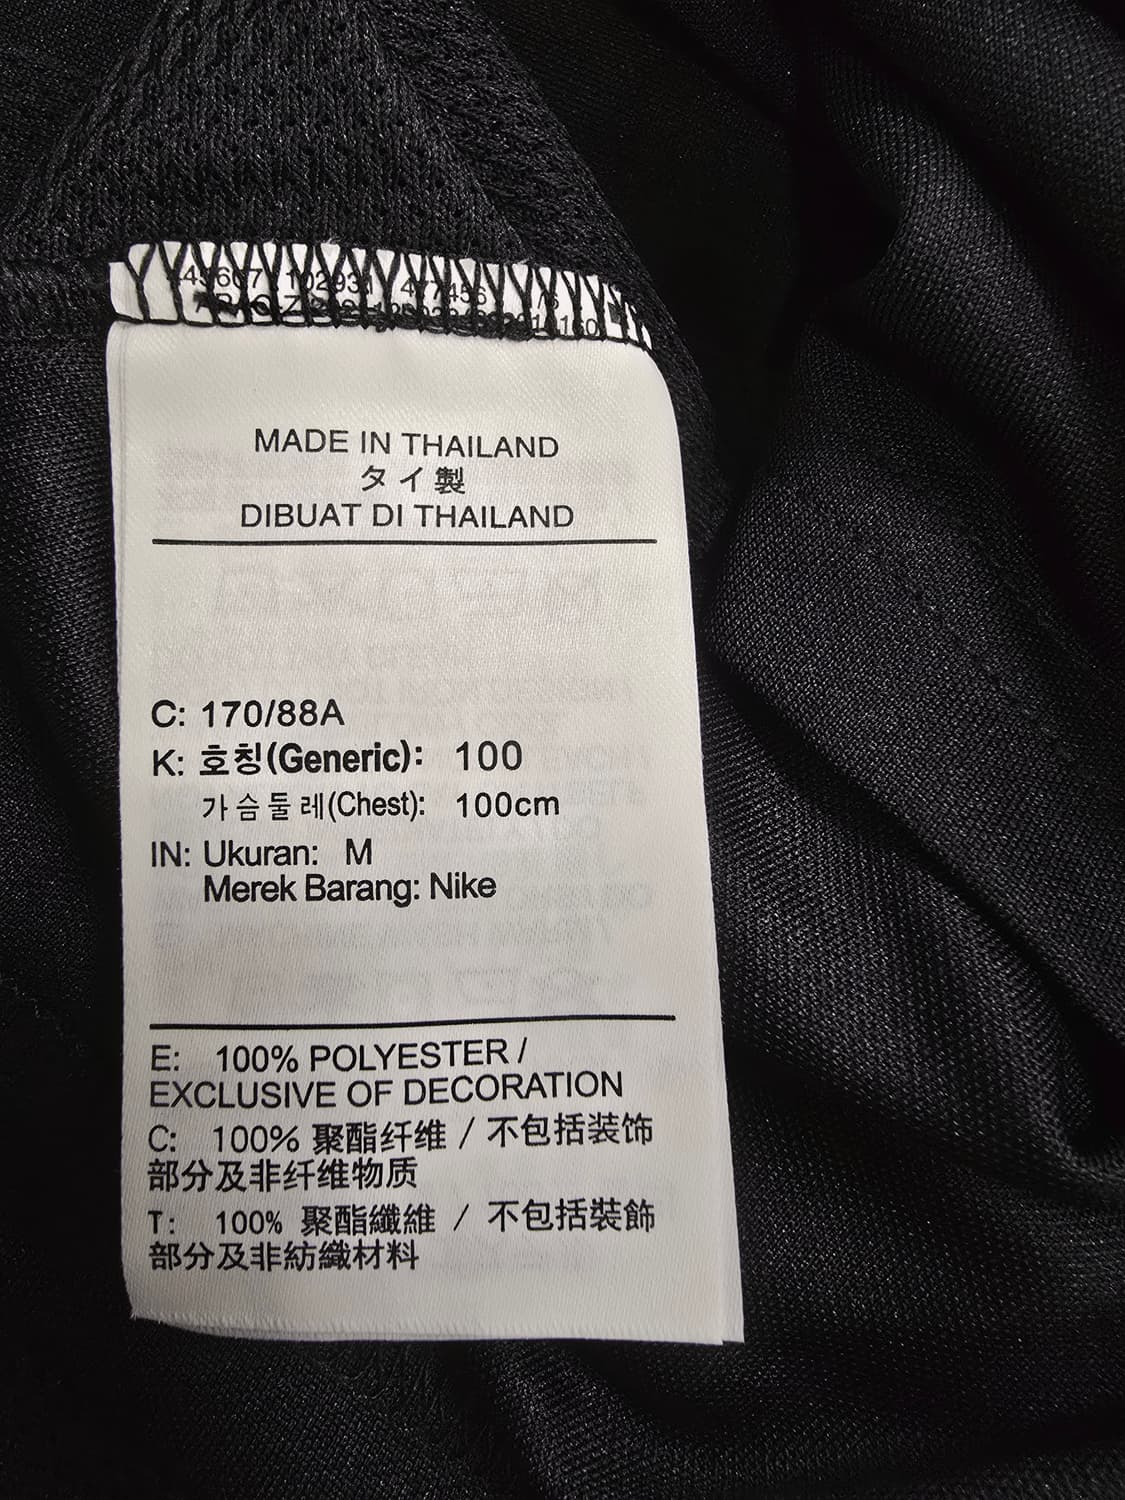 MADE IN THAILAND
タイ製
DIBUAT DI THAILAND
C: 170/88A
K: 호칭(Generic): 100
가슴둘레(Chest): 100cm
IN: Ukuran: M
Merek Barang: Nike
E: 100% POLYESTER /
EXCLUSIVE OF DECORATION
C: 100% 聚酯纤维 / 不包括装饰
部分及非纤维物质
T: 100% 聚酯纖維 / 不包括裝飾
部分及非紡織材料